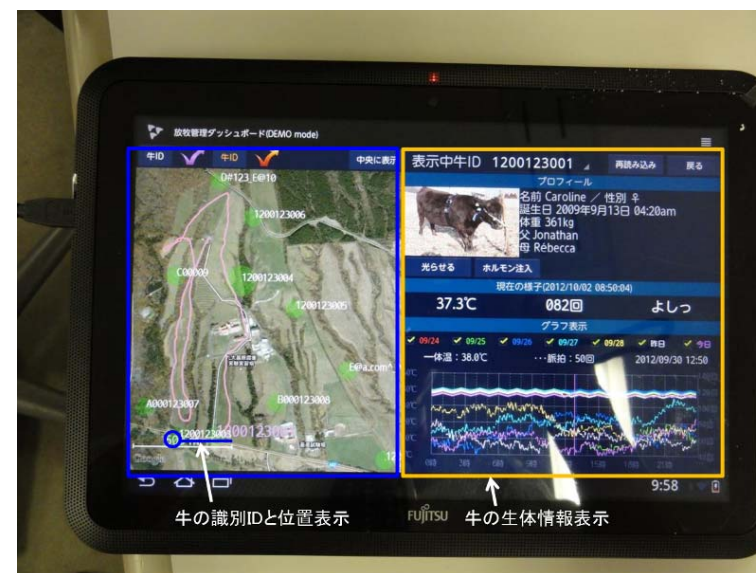 放牧管理ダッシュボード(DEMO mode)
牛ID 牛ID 中央に表示
D#123_E@10
1200123006
C00009
1200123004
1200123005
E@a.com^
A000123007
B000123008
1200123
表示中牛ID 1200123001 再読み込み 戻る
プロフィール
名前 Caroline / 性別 ♀
誕生日 2009年9月13日 04:20am
体重 361kg
父 Jonathan
母 Rebecca
光らせる ホルモン注入
現在の様子(2012/10/02 08:50:04)
37.3℃ 082回 よしっ
グラフ表示
09/24 09/25 09/26 09/27 09/28 昨日 今日
―体温:38.0℃ ・・・脈拍:50回 2012/09/30 12:50
9:58
FUJITSU
牛の識別IDと位置表示
牛の生体情報表示